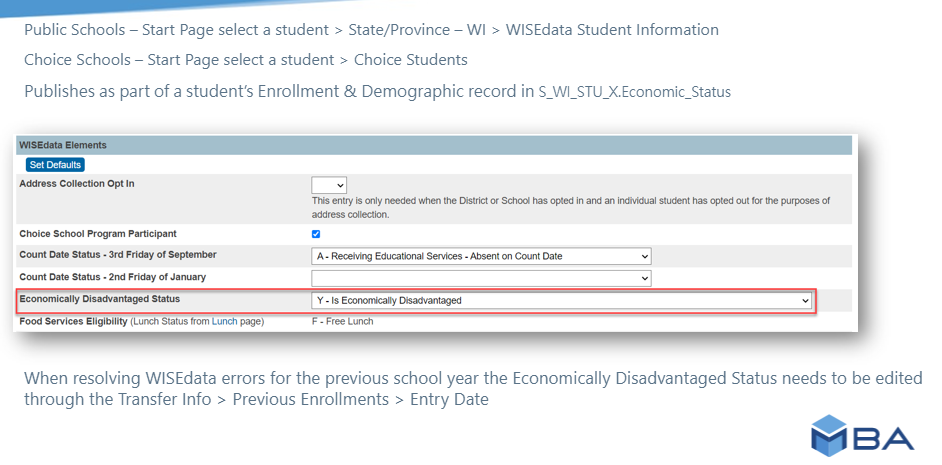 Public Schools – Start Page select a student > State/Province – WI > WISEdata Student Information
Choice Schools – Start Page select a student > Choice Students
Publishes as part of a student's Enrollment & Demographic record in S_WI_STU_X.Economic_Status
WISEdata Elements
Set Defaults
Address Collection Opt In
This entry is only needed when the District or School has opted in and an individual student has opted out for the purposes of
address collection.
Choice School Program Participant
Count Date Status - 3rd Friday of September
A - Receiving Educational Services - Absent on Count Date
Count Date Status - 2nd Friday of January
Economically Disadvantaged Status
Y - Is Economically Disadvantaged
Food Services Eligibility (Lunch Status from Lunch page)
F - Free Lunch
When resolving WISEdata errors for the previous school year the Economically Disadvantaged Status needs to be edited
through the Transfer Info > Previous Enrollments > Entry Date
MBA